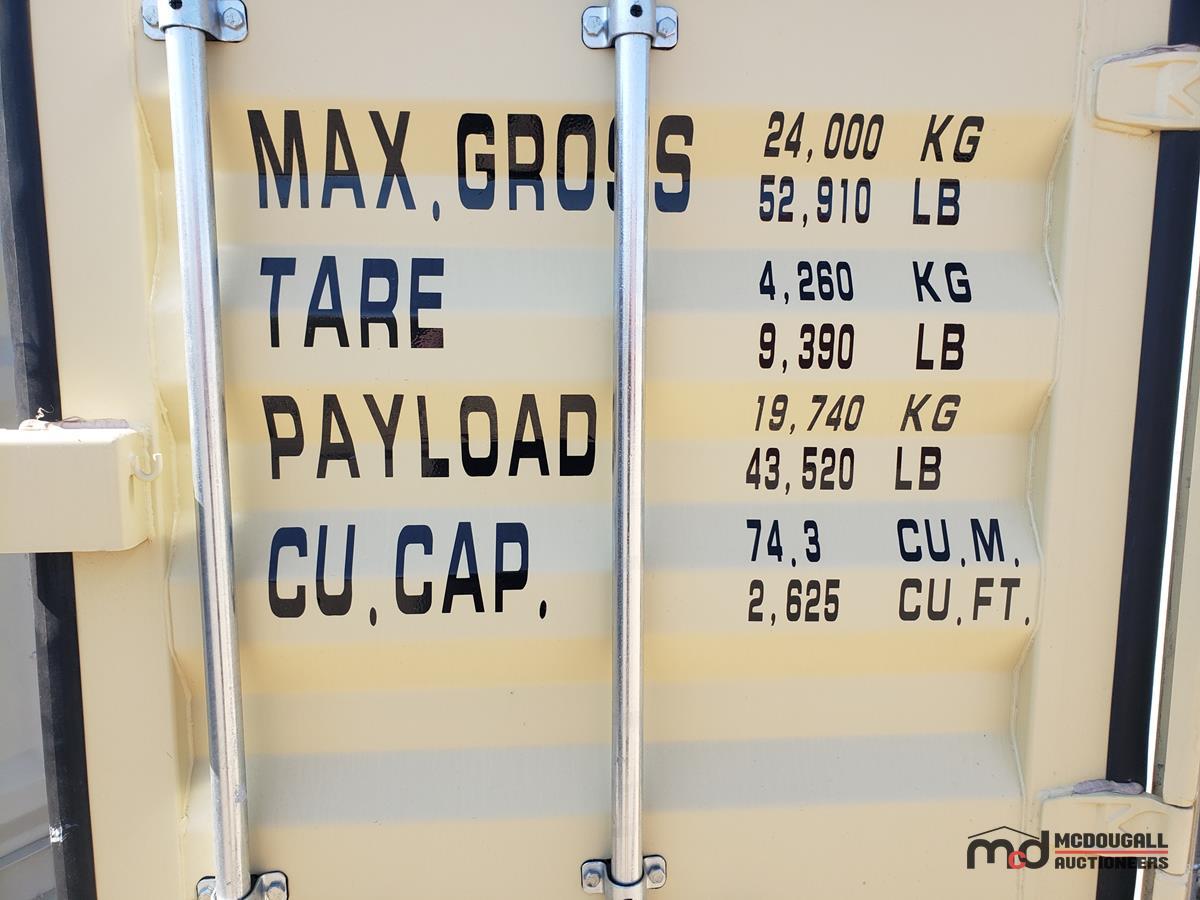 MAX.GROSS 24,000 KG
52,910 LB
TARE 4,260 KG
9,390 LB
PAYLOAD 19,740 KG
43,520 LB
CU.CAP. 74.3 CU.M.
2,625 CU.FT.
mcd MCDOUGALL
AUCTIONEERS